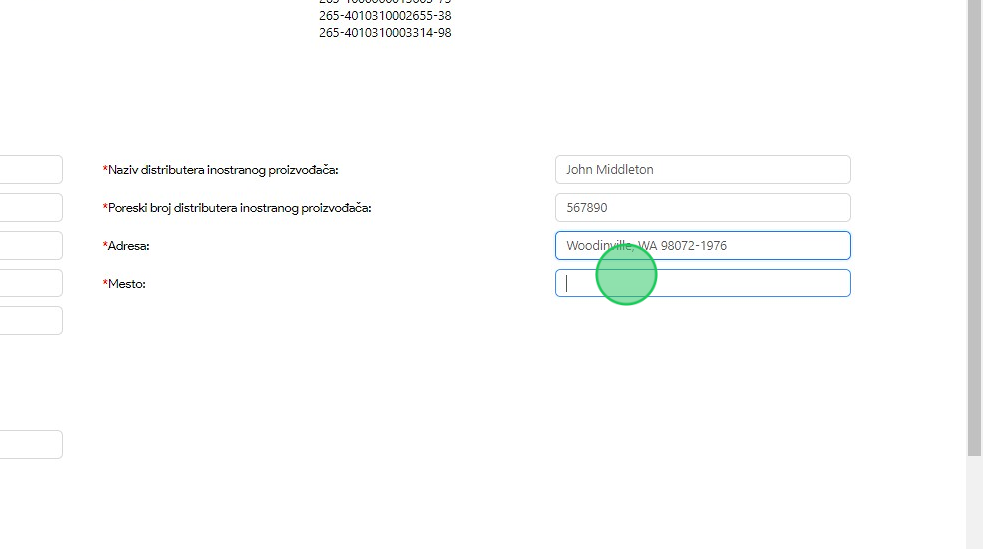 265-4010310002655-38
265-4010310003314-98
*Naziv distributera inostranog proizvođača:
John Middleton
*Poreski broj distributera inostranog proizvođača:
567890
*Adresa:
Woodinville, WA 98072-1976
*Mesto: